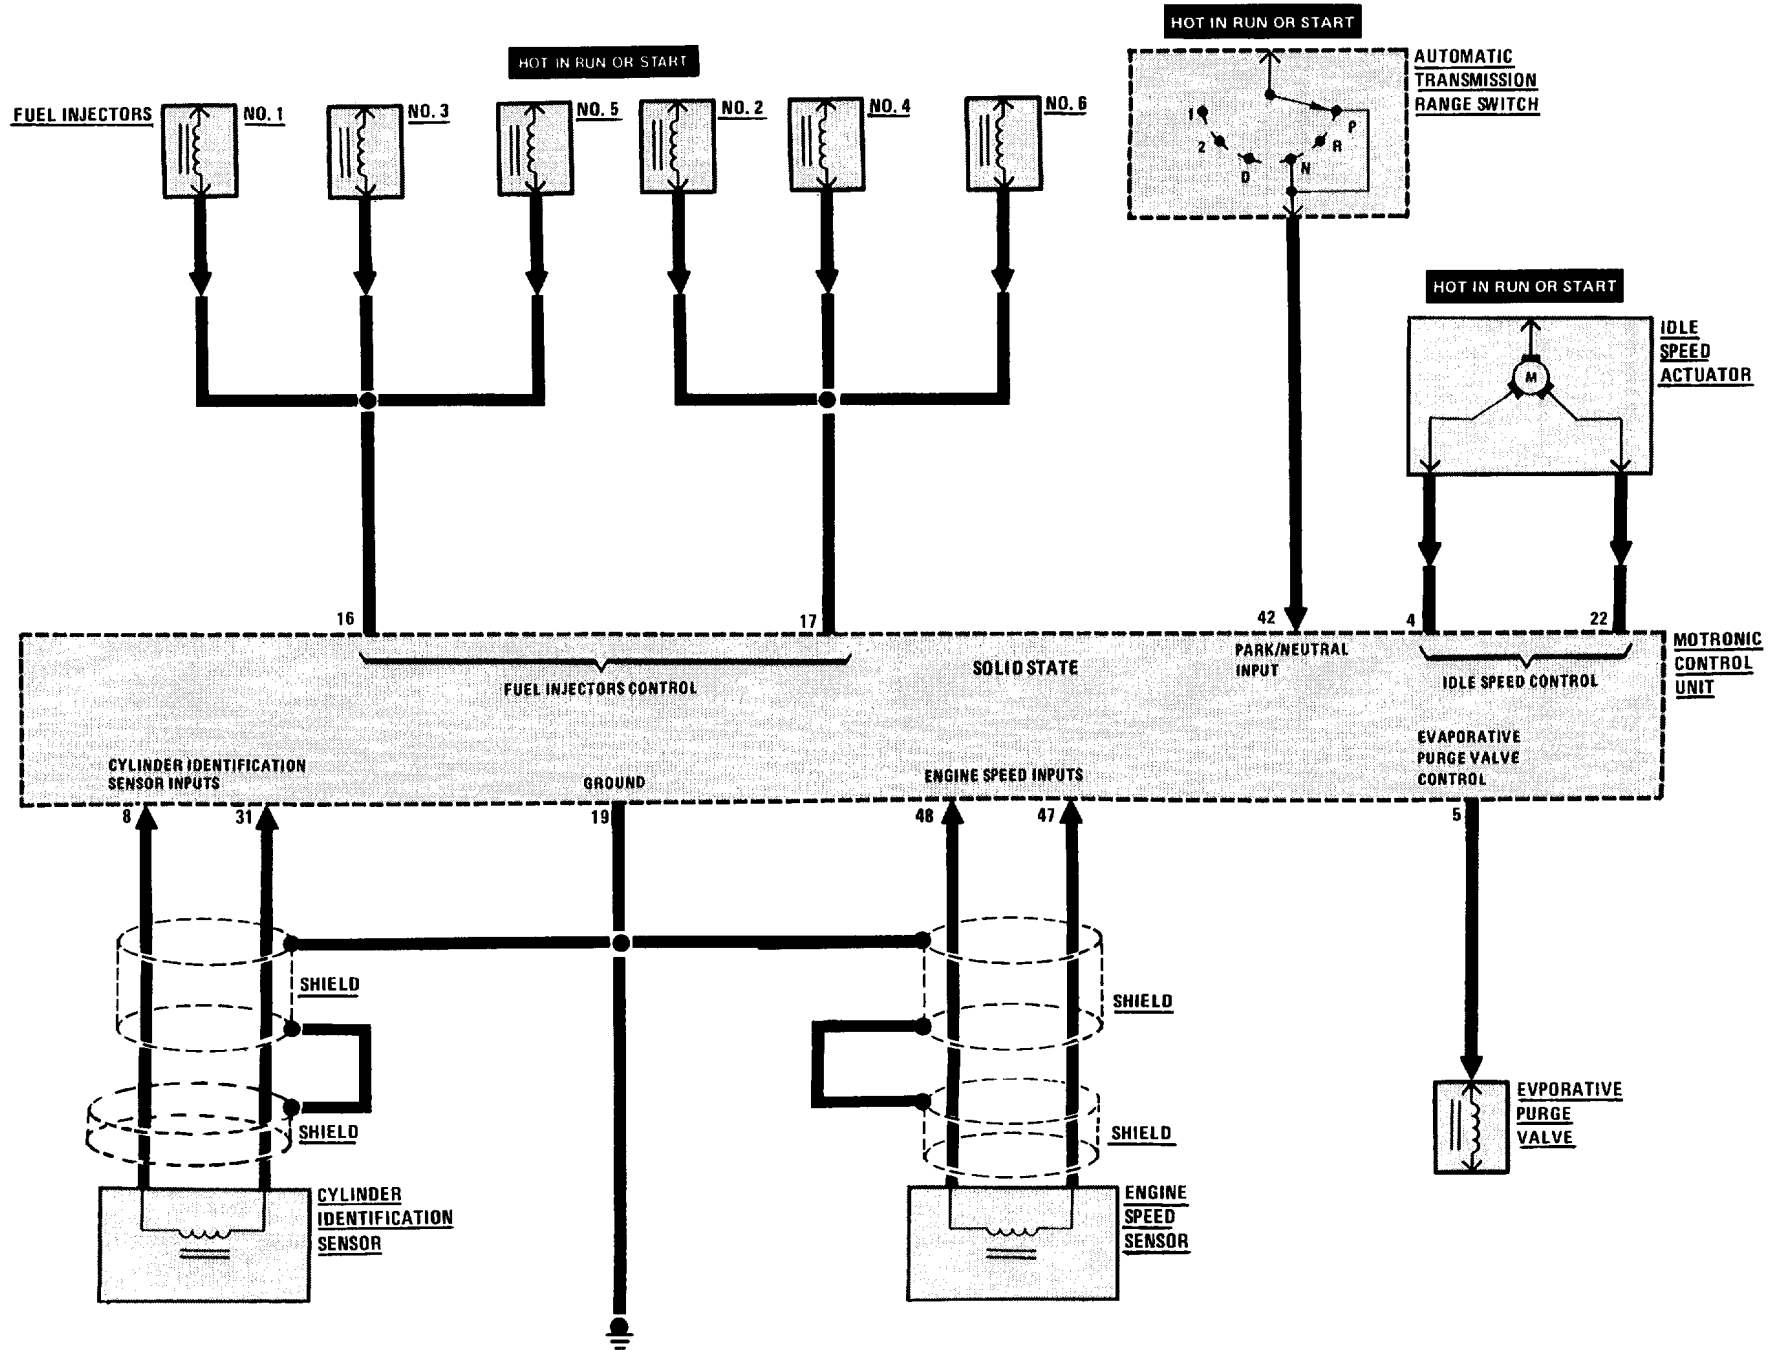 HOT IN RUN OR START
HOT IN RUN OR START
FUEL INJECTORS
NO. 1
NO. 3
NO. 5
NO. 2
NO. 4
NO. 6
AUTOMATIC
TRANSMISSION
RANGE SWITCH
1
2
D
N
R
P
HOT IN RUN OR START
IDLE
SPEED
ACTUATOR
M
16
17
42
4
22
MOTRONIC
CONTROL
UNIT
FUEL INJECTORS CONTROL
SOLID STATE
PARK/NEUTRAL
INPUT
IDLE SPEED CONTROL
CYLINDER IDENTIFICATION
SENSOR INPUTS
GROUND
ENGINE SPEED INPUTS
EVAPORATIVE
PURGE VALVE
CONTROL
8
31
19
48
47
5
SHIELD
SHIELD
SHIELD
SHIELD
CYLINDER
IDENTIFICATION
SENSOR
ENGINE
SPEED
SENSOR
EVPORATIVE
PURGE
VALVE